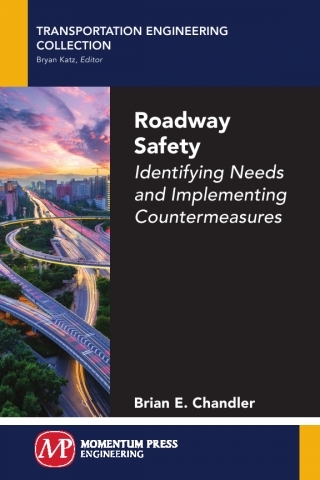 TRANSPORTATION ENGINEERING
COLLECTION
Bryan Katz, Editor
Roadway
Safety
Identifying Needs
and Implementing
Countermeasures
Brian E. Chandler
MP
MOMENTUM PRESS
ENGINEERING